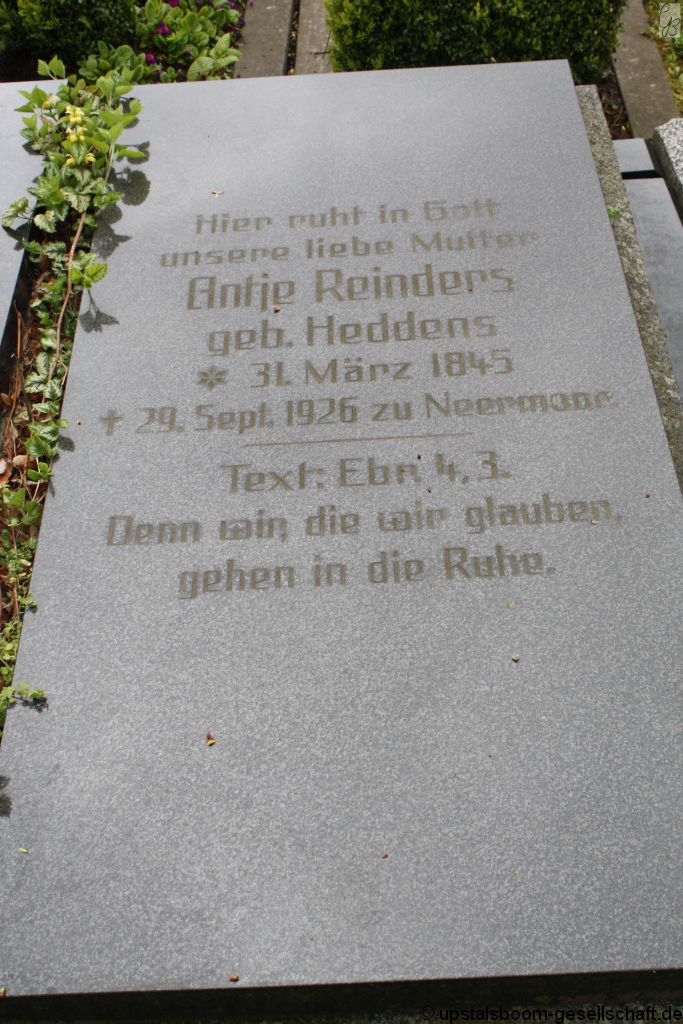 Hier ruht in Gott
unsere liebe Mutter
Antje Reinders
geb. Heddens
* 31. März 1845
† 29. Sept. 1926 zu Neermoor.
Text: Ebr. 4, 3.
Denn wir, die wir glauben,
gehen in die Ruhe.
© upstalsboom-gesellschaft.de